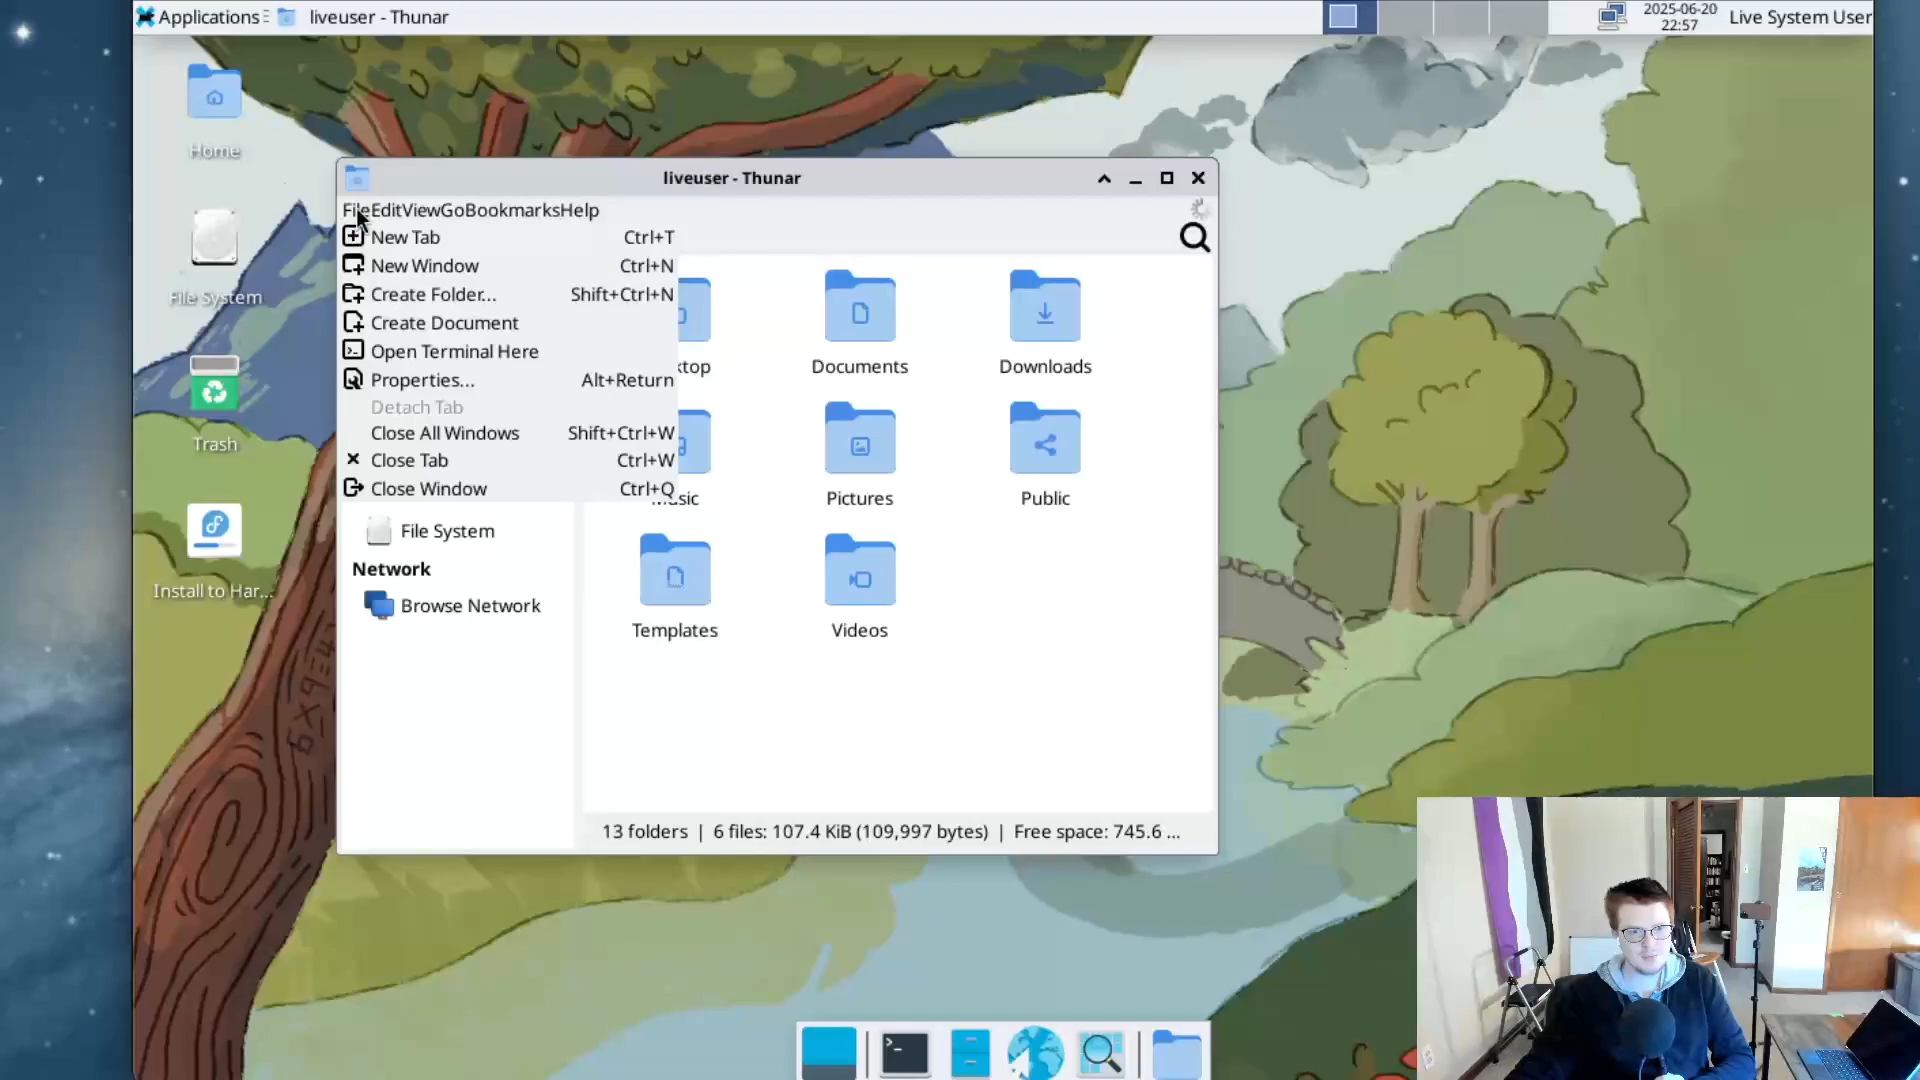 Applications
liveuser - Thunar
2025-06-20
22:57
Live System User
Home
File System
Trash
Install to Har...
liveuser - Thunar
FileEditViewGoBookmarksHelp
New Tab Ctrl+T
New Window Ctrl+N
Create Folder... Shift+Ctrl+N
Create Document
Open Terminal Here
Properties... Alt+Return
Detach Tab
Close All Windows Shift+Ctrl+W
Close Tab Ctrl+W
Close Window Ctrl+Q
File System
Network
Browse Network
ktop
Documents
Downloads
usic
Pictures
Public
Templates
Videos
13 folders | 6 files: 107.4 KiB (109,997 bytes) | Free space: 745.6 ...
6x9=4